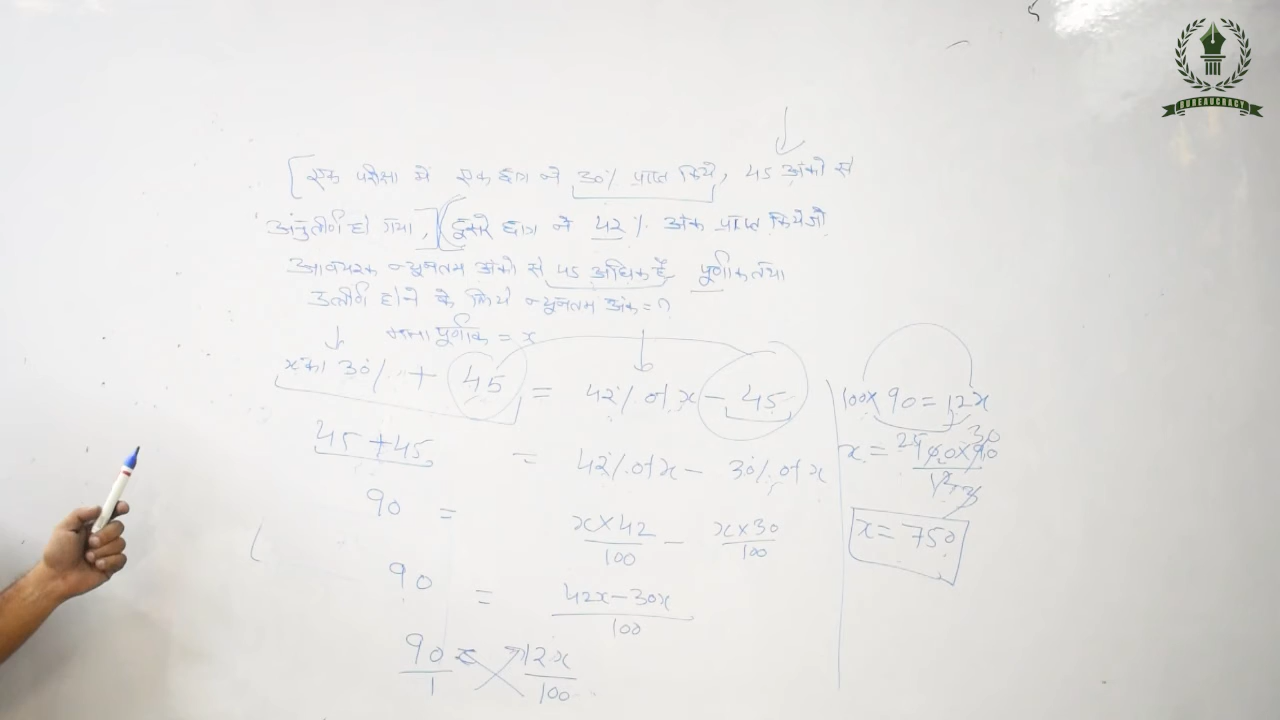 एक परीक्षा में एक छात्र ने 30% प्राप्त किये, 45 अंको से
अनुतीर्ण हो गया, दूसरे छात्र ने 42% अंक प्राप्त किये जो
आवश्यक न्यूनतम अंको से 45 अधिक हैं पूर्णांक तथा
उत्तीर्ण होने के लिये न्यूनतम अंक = ?
माना पूर्णांक = x
x का 30% + 45 = 42% of x - 45
45 + 45 = 42% of x - 30% of x
90 = x×42/100 - x×30/100
90 = 42x-30x/100
90/1 = 12x/100
100×90 = 12x
x = 100×90/12
25 30
3
x = 750
BUREAUCRACY